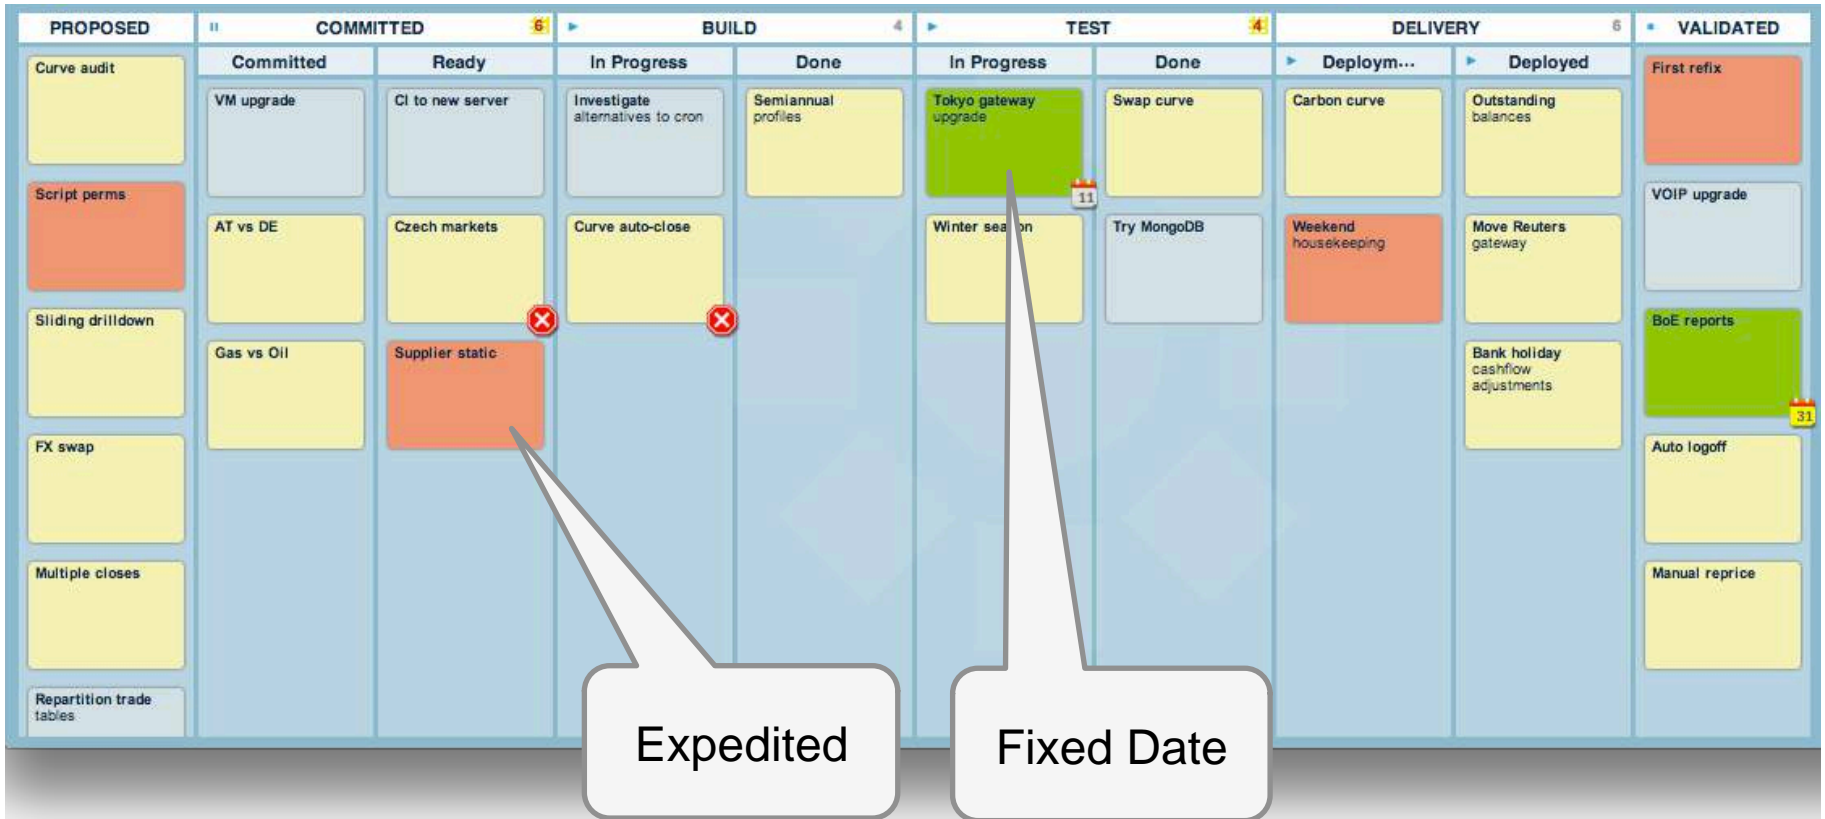 PROPOSED
COMMITTED 6
BUILD 4
TEST 4
DELIVERY 6
VALIDATED
Committed
Ready
In Progress
Done
In Progress
Done
Deploym...
Deployed
Curve audit
Script perms
Sliding drilldown
FX swap
Multiple closes
Repartition trade
tables
VM upgrade
AT vs DE
Gas vs Oil
CI to new server
Czech markets
Supplier static
Investigate
alternatives to cron
Curve auto-close
Semiannual
profiles
Tokyo gateway
upgrade
11
Winter season
Swap curve
Try MongoDB
Carbon curve
Weekend
housekeeping
Outstanding
balances
Move Reuters
gateway
Bank holiday
cashflow
adjustments
First refix
VOIP upgrade
BoE reports
31
Auto logoff
Manual reprice
Expedited
Fixed Date